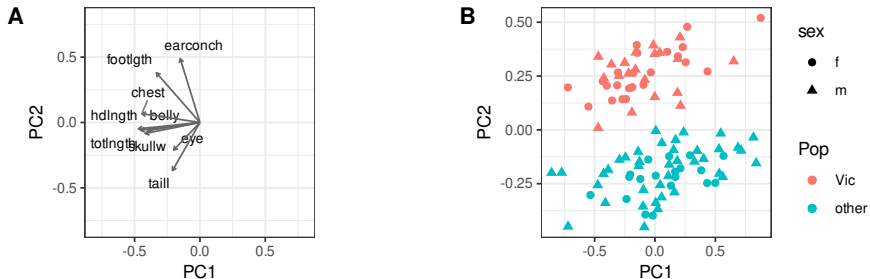 A
PC2
0.5
0.0
-0.5
earconch
footlgth
chest
hdlngth
belly
totlngth
skullw
eye
taill
-0.5
0.0
0.5
PC1
B
0.50
0.25
0.00
-0.25
-0.5
0.0
0.5
PC1
PC2
sex
f
m
Pop
Vic
other